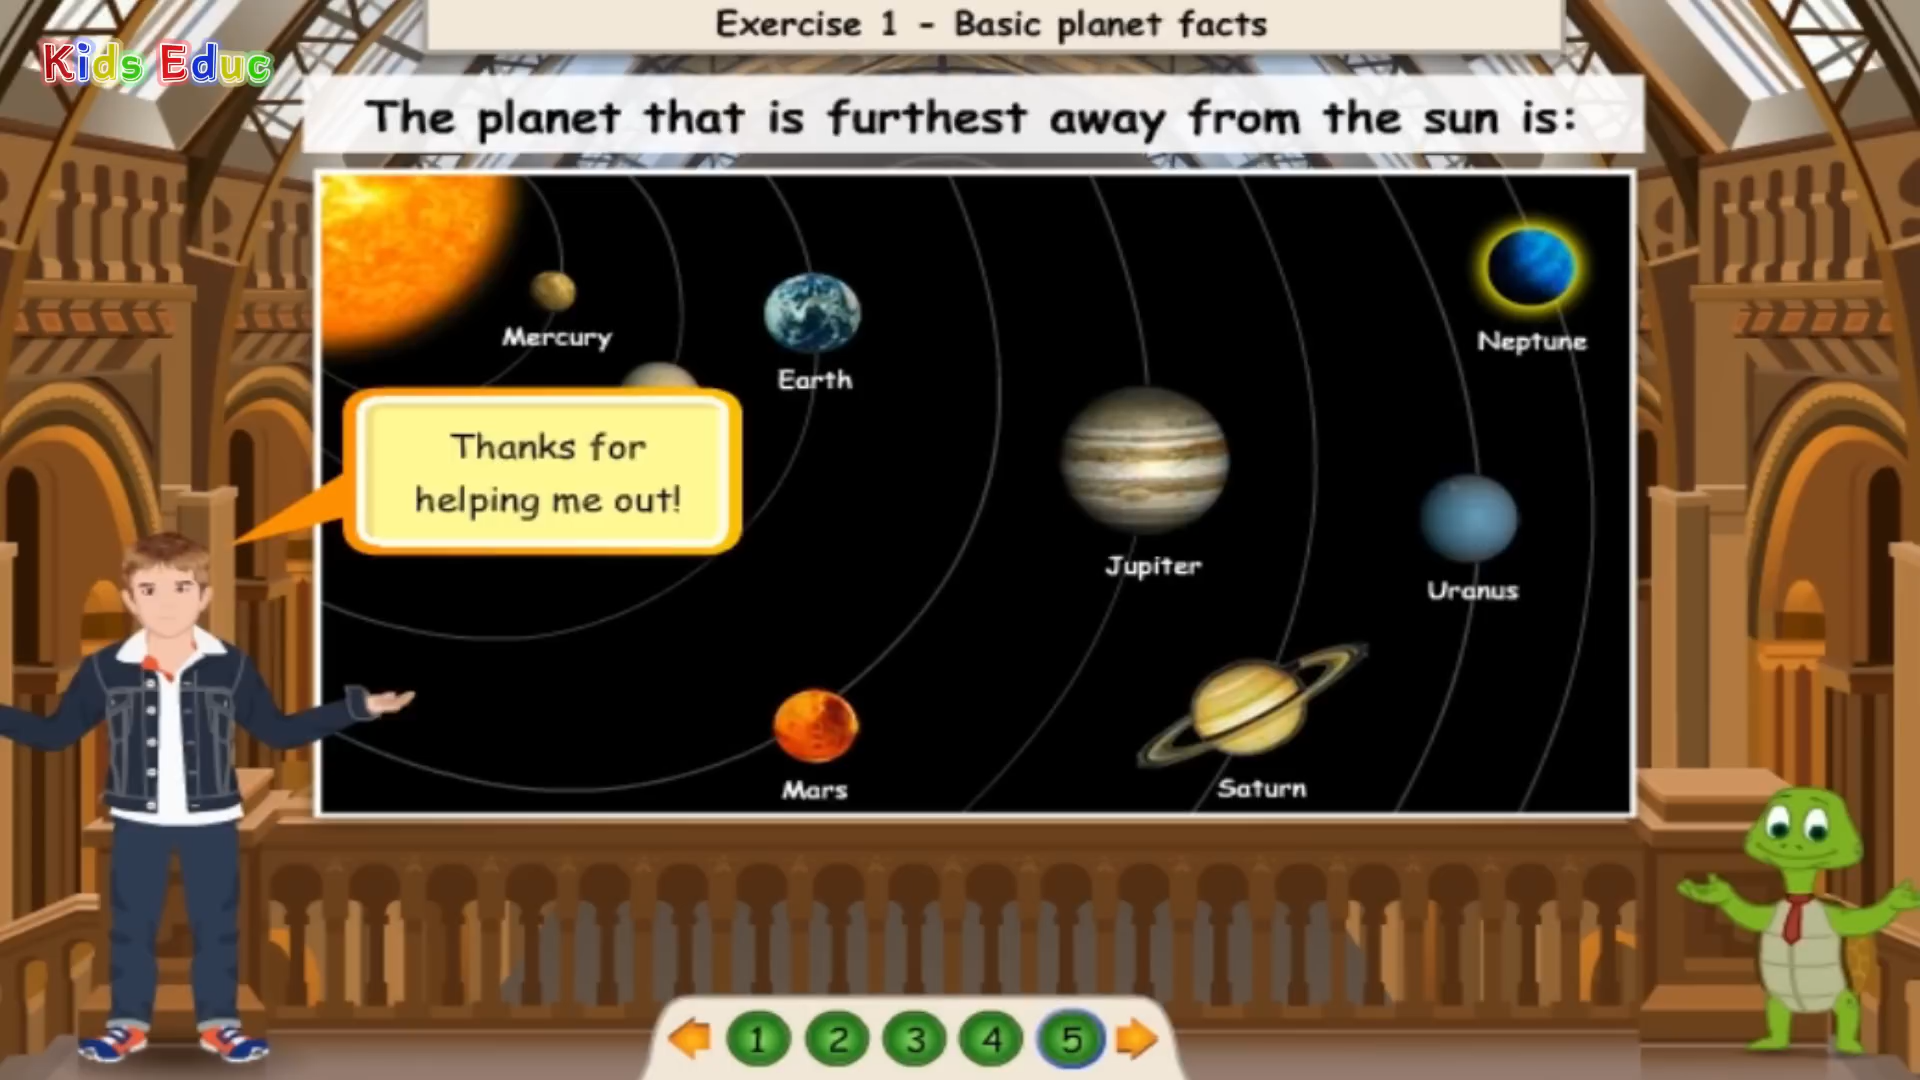 Exercise 1 - Basic planet facts
Kids Educ
The planet that is furthest away from the sun is:
Mercury
Earth
Neptune
Thanks for
helping me out!
Jupiter
Uranus
Mars
Saturn
1 2 3 4 5